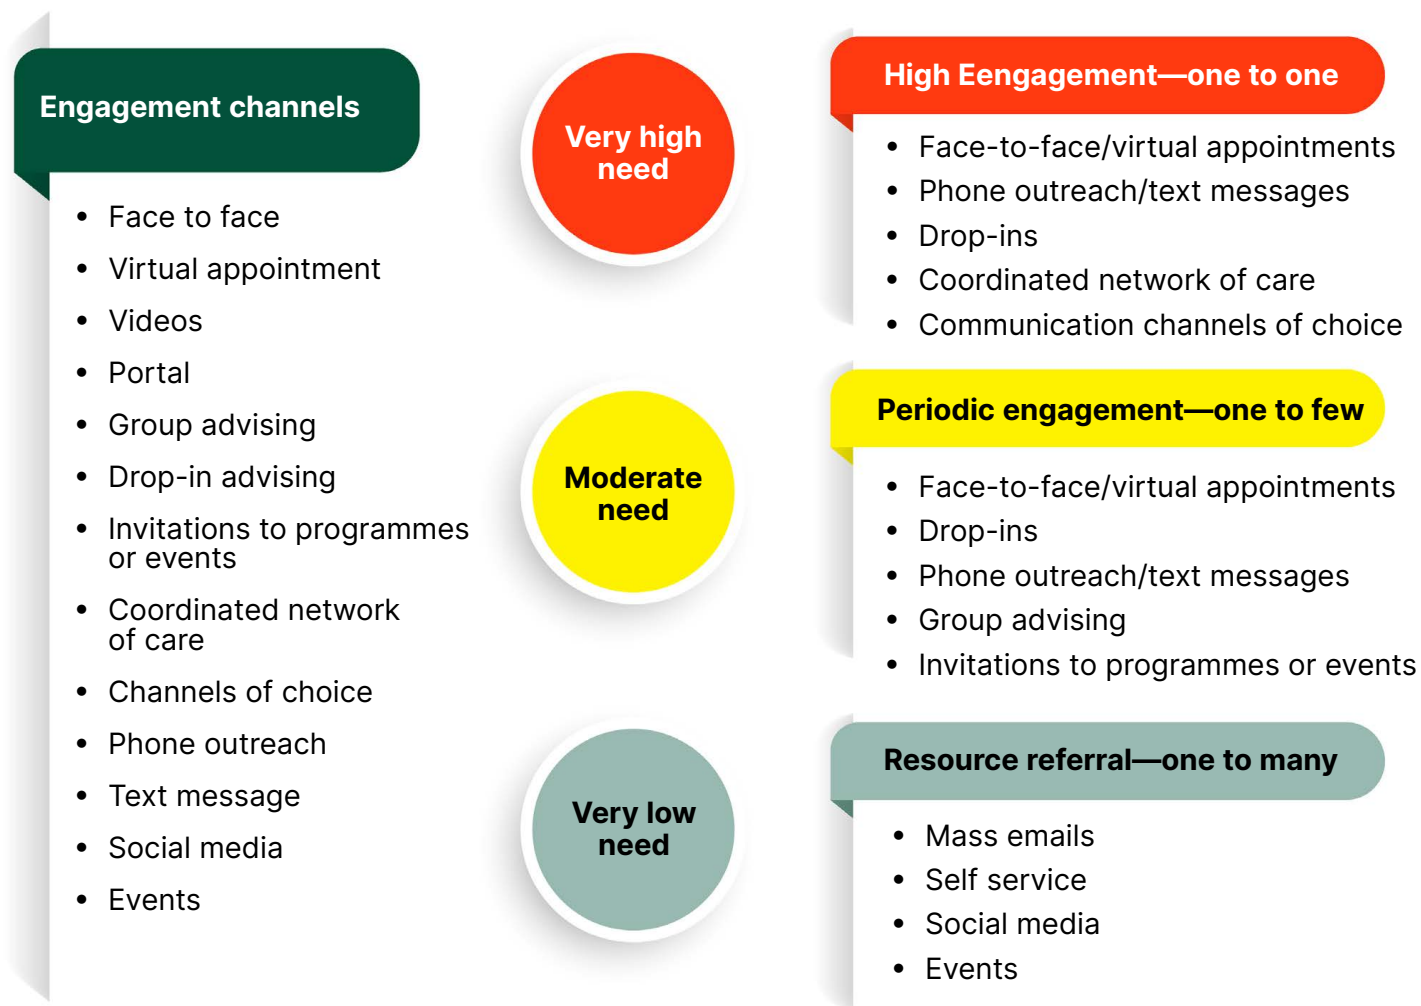 Engagement channels
• Face to face
• Virtual appointment
• Videos
• Portal
• Group advising
• Drop-in advising
• Invitations to programmes
or events
• Coordinated network
of care
• Channels of choice
• Phone outreach
• Text message
• Social media
• Events
Very high
need
High Eengagement—one to one
• Face-to-face/virtual appointments
• Phone outreach/text messages
• Drop-ins
• Coordinated network of care
• Communication channels of choice
Moderate
need
Periodic engagement—one to few
• Face-to-face/virtual appointments
• Drop-ins
• Phone outreach/text messages
• Group advising
• Invitations to programmes or events
Very low
need
Resource referral—one to many
• Mass emails
• Self service
• Social media
• Events